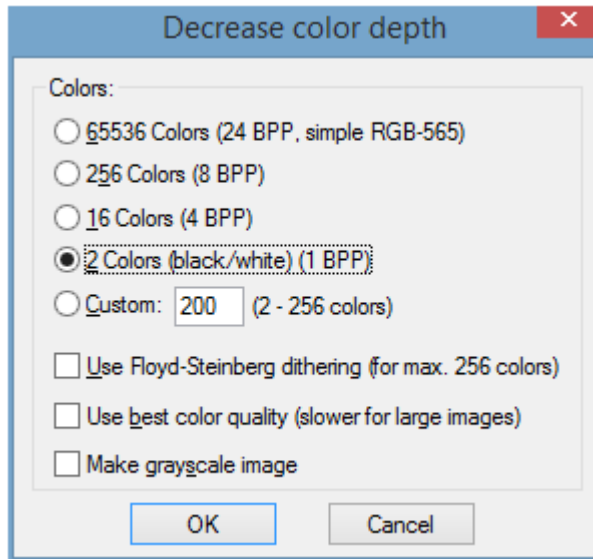 Decrease color depth
Colors:
65536 Colors (24 BPP, simple RGB-565)
256 Colors (8 BPP)
16 Colors (4 BPP)
2 Colors (black/white) (1 BPP)
Custom: 200 (2 - 256 colors)
Use Floyd-Steinberg dithering (for max. 256 colors)
Use best color quality (slower for large images)
Make grayscale image
OK Cancel